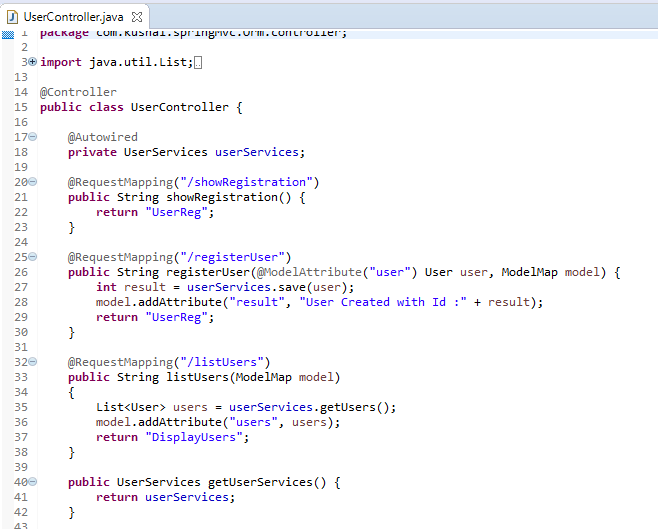 UserController.java
1 package com.kushal.springMvc.Orm.controller;
2
3 import java.util.List;
13
14 @Controller
15 public class UserController {
16
17 @Autowired
18 private UserServices userServices;
19
20 @RequestMapping("/showRegistration")
21 public String showRegistration() {
22 return "UserReg";
23 }
24
25 @RequestMapping("/registerUser")
26 public String registerUser(@ModelAttribute("user") User user, ModelMap model) {
27 int result = userServices.save(user);
28 model.addAttribute("result", "User Created with Id :" + result);
29 return "UserReg";
30 }
31
32 @RequestMapping("/listUsers")
33 public String listUsers(ModelMap model)
34 {
35 List<User> users = userServices.getUsers();
36 model.addAttribute("users", users);
37 return "DisplayUsers";
38 }
39
40 public UserServices getUserServices() {
41 return userServices;
42 }
43